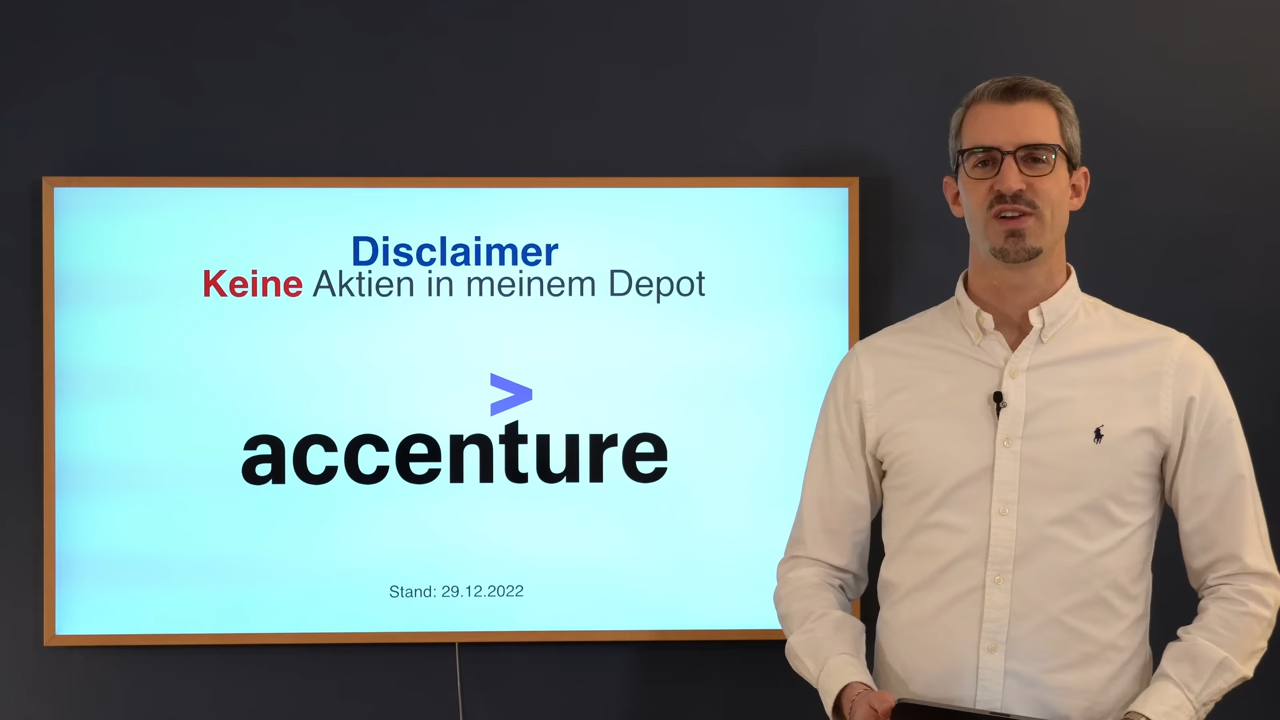 Disclaimer
Keine Aktien in meinem Depot
>
accenture
Stand: 29.12.2022